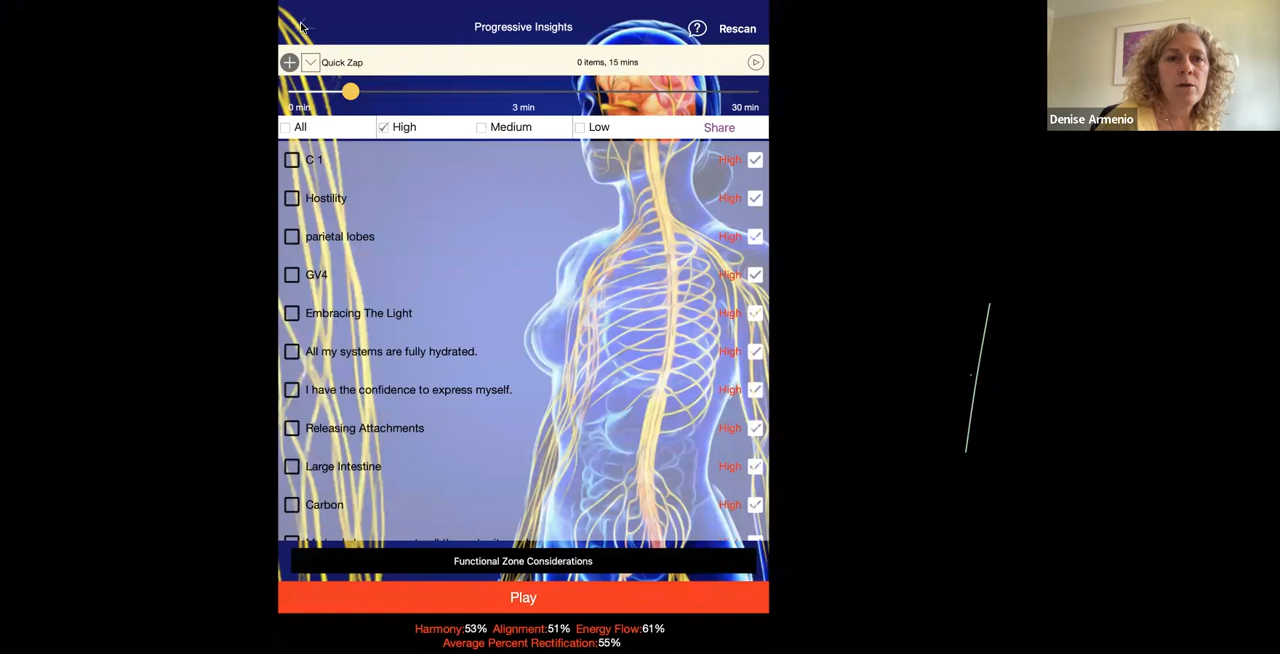 Progressive Insights
? Rescan
Quick Zap 0 items, 15 mins
0 min 3 min 30 min
All High Medium Low Share
C 1 High
Hostility High
parietal lobes High
GV4 High
Embracing The Light High
All my systems are fully hydrated. High
I have the confidence to express myself. High
Releasing Attachments High
Large Intestine High
Carbon High
Functional Zone Considerations
Play
Harmony:53% Alignment:51% Energy Flow:61%
Average Percent Rectification:55%
Denise Armenio